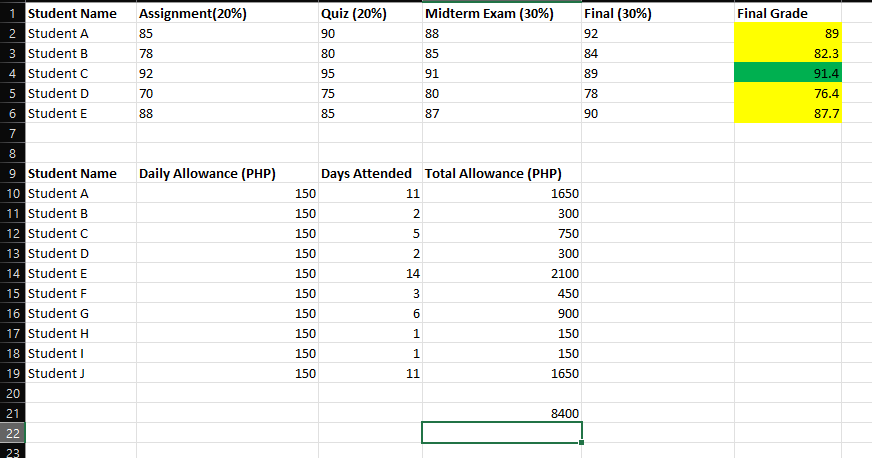 1 Student Name Assignment(20%) Quiz (20%) Midterm Exam (30%) Final (30%) Final Grade
2 Student A 85 90 88 92 89
3 Student B 78 80 85 84 82.3
4 Student C 92 95 91 89 91.4
5 Student D 70 75 80 78 76.4
6 Student E 88 85 87 90 87.7
7
8
9 Student Name Daily Allowance (PHP) Days Attended Total Allowance (PHP)
10 Student A 150 11 1650
11 Student B 150 2 300
12 Student C 150 5 750
13 Student D 150 2 300
14 Student E 150 14 2100
15 Student F 150 3 450
16 Student G 150 6 900
17 Student H 150 1 150
18 Student I 150 1 150
19 Student J 150 11 1650
20
21 8400
22
23